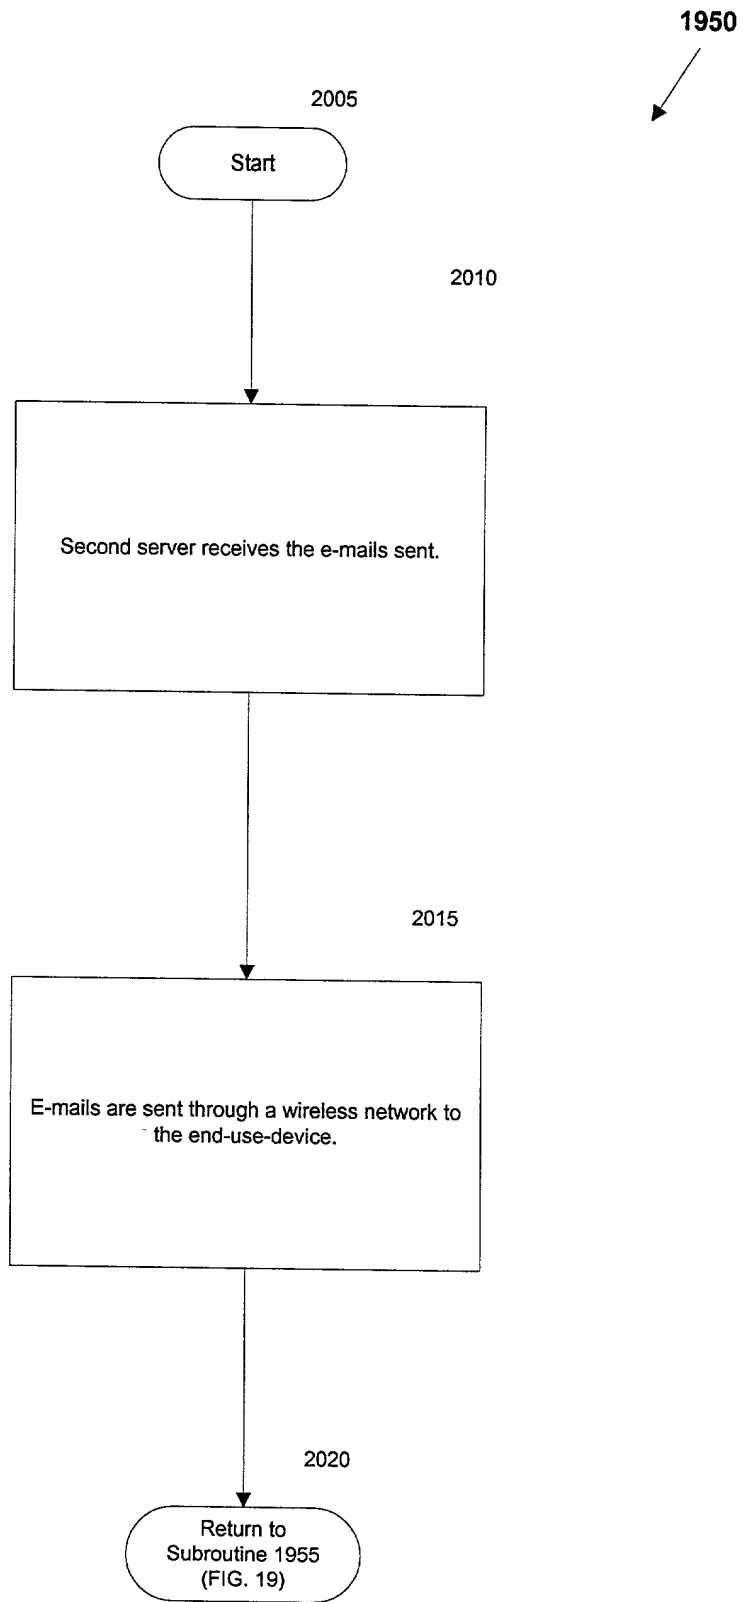 1950
2005
Start
2010
Second server receives the e-mails sent.
2015
E-mails are sent through a wireless network to
the end-use-device.
2020
Return to
Subroutine 1955
(FIG. 19)